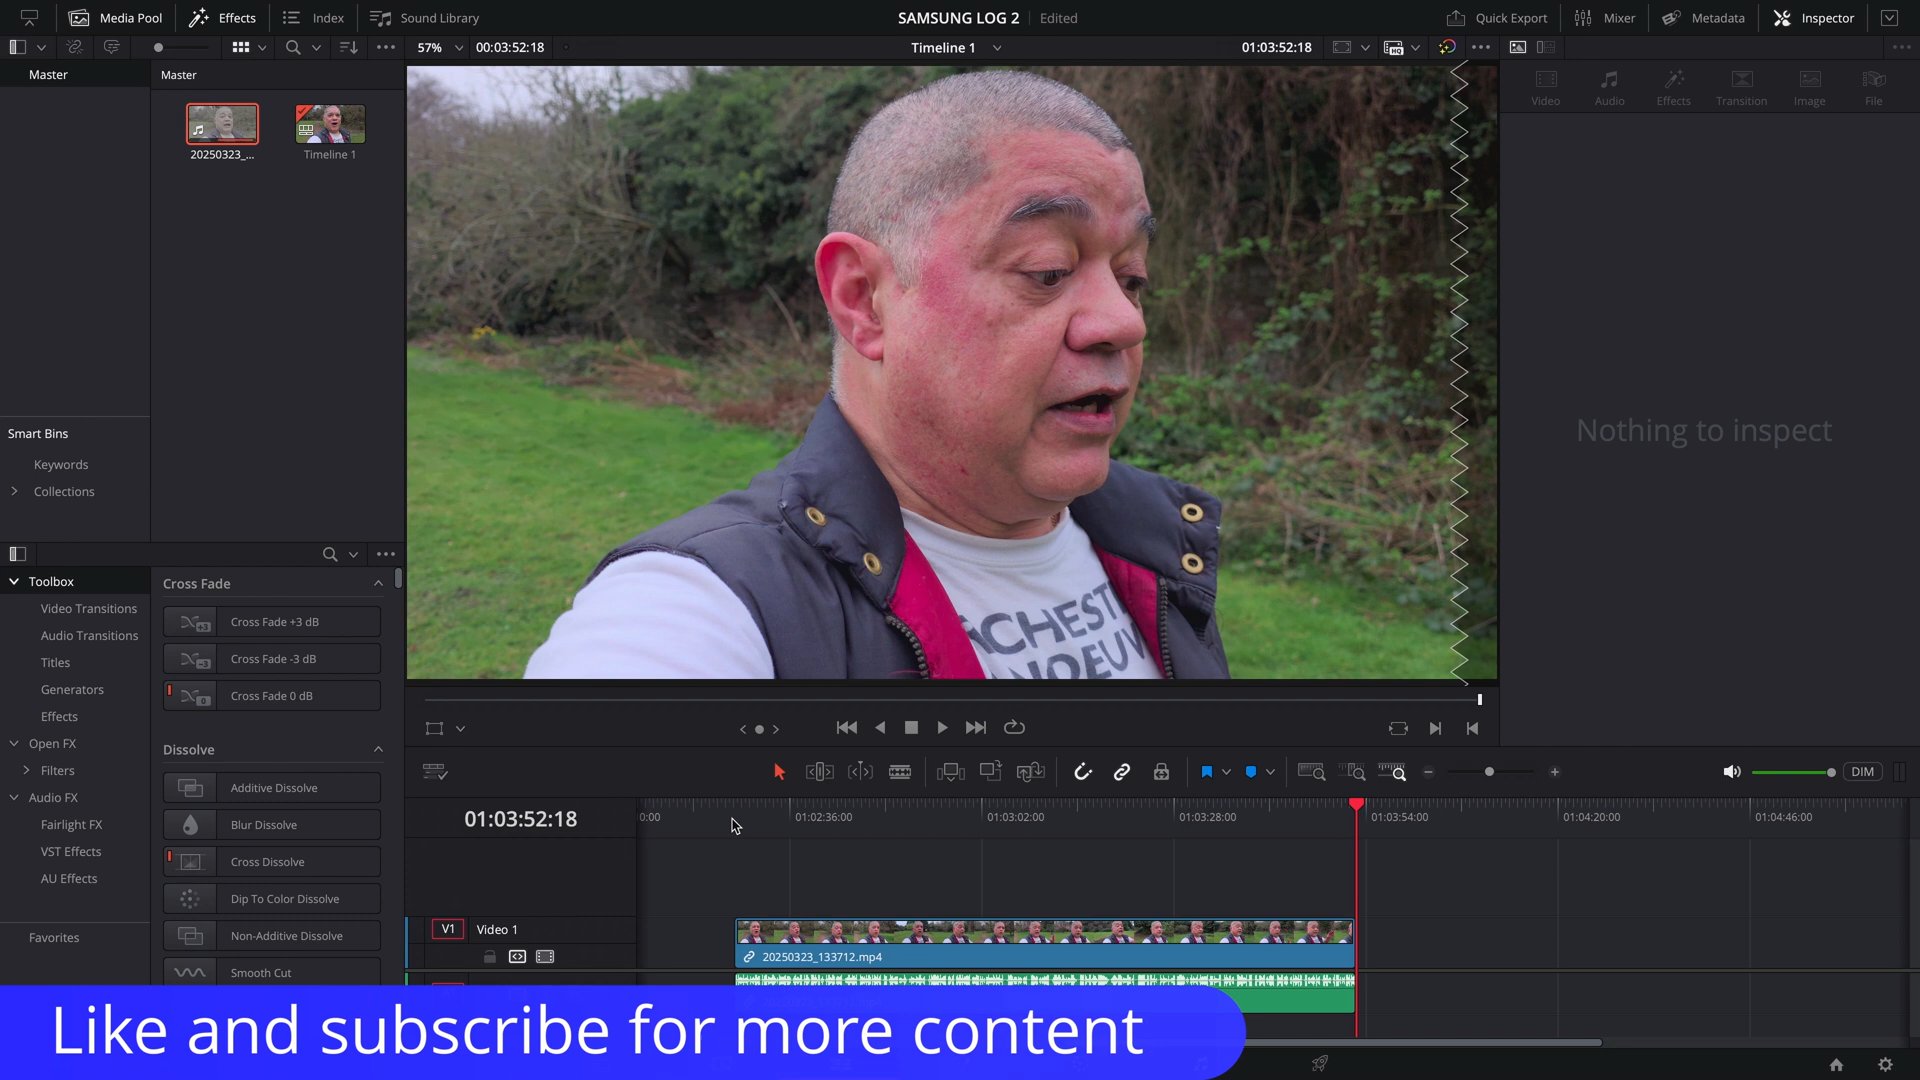 Media Pool
Effects
Index
Sound Library
SAMSUNG LOG 2
Edited
Quick Export
Mixer
Metadata
Inspector
57%
00:03:52:18
Timeline 1
01:03:52:18
Master
Master
Video
Audio
Effects
Transition
Image
File
20250323_...
Timeline 1
Nothing to inspect
Smart Bins
Keywords
Collections
Toolbox
Video Transitions
Audio Transitions
Titles
Generators
Effects
Open FX
Filters
Audio FX
Fairlight FX
VST Effects
AU Effects
Favorites
Cross Fade
Cross Fade +3 dB
Cross Fade -3 dB
Cross Fade 0 dB
Dissolve
Additive Dissolve
Blur Dissolve
Cross Dissolve
Dip To Color Dissolve
Non-Additive Dissolve
Smooth Cut
ACHEST
NOEUV
DIM
01:03:52:18
0:00
01:02:36:00
01:03:02:00
01:03:28:00
01:03:54:00
01:04:20:00
01:04:46:00
V1
Video 1
20250323_133712.mp4
Like and subscribe for more content